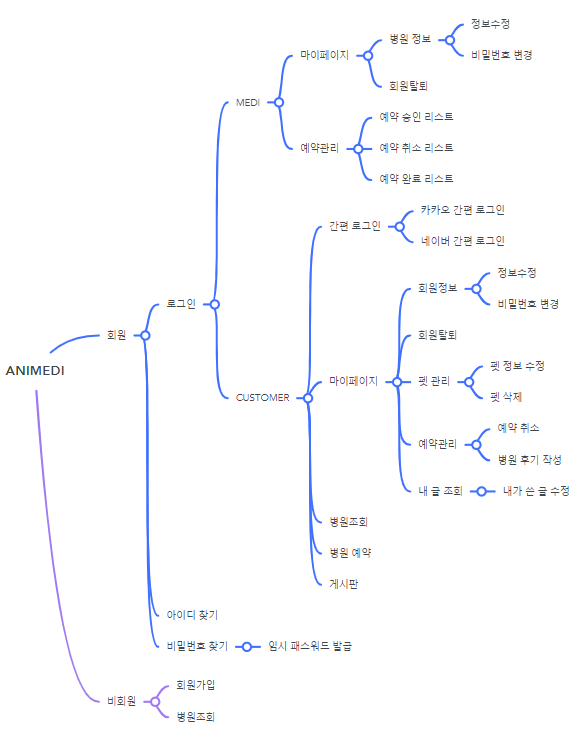 ANIMEDI
회원
로그인
MEDI
마이페이지
병원 정보
정보수정
비밀번호 변경
회원탈퇴
예약관리
예약 승인 리스트
예약 취소 리스트
예약 완료 리스트
CUSTOMER
간편 로그인
카카오 간편 로그인
네이버 간편 로그인
마이페이지
회원정보
정보수정
비밀번호 변경
회원탈퇴
펫 관리
펫 정보 수정
펫 삭제
예약관리
예약 취소
병원 후기 작성
내 글 조회
내가 쓴 글 수정
병원조회
병원 예약
게시판
아이디 찾기
비밀번호 찾기
임시 패스워드 발급
비회원
회원가입
병원조회